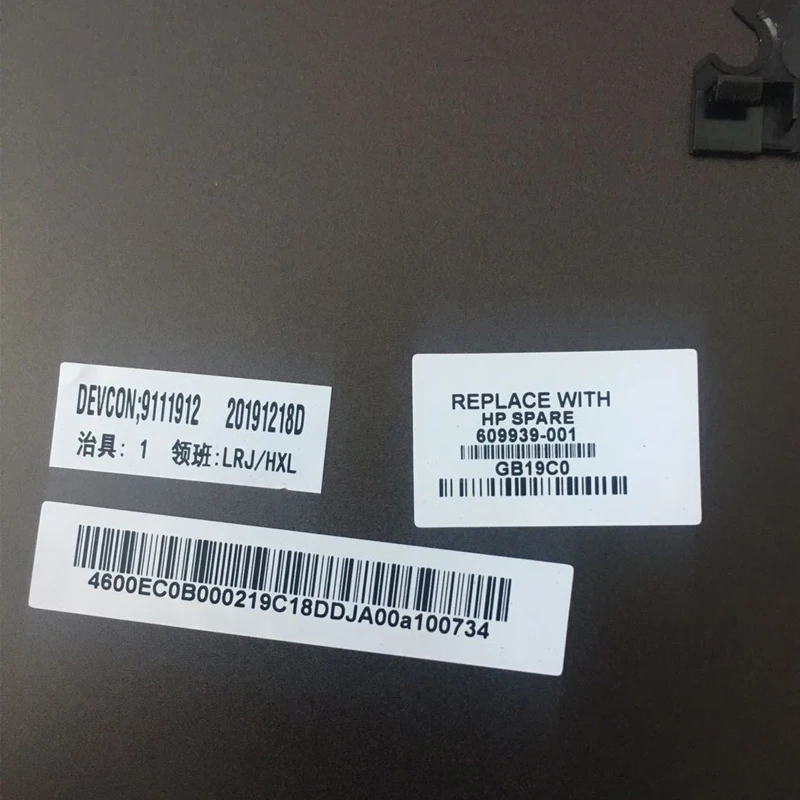 DEVCON;9111912 20191218D
治具: 1 领班:LRJ/HXL
REPLACE WITH
HP SPARE
609939-001
GB19C0
4600EC0B000219C18DDJA00a100734